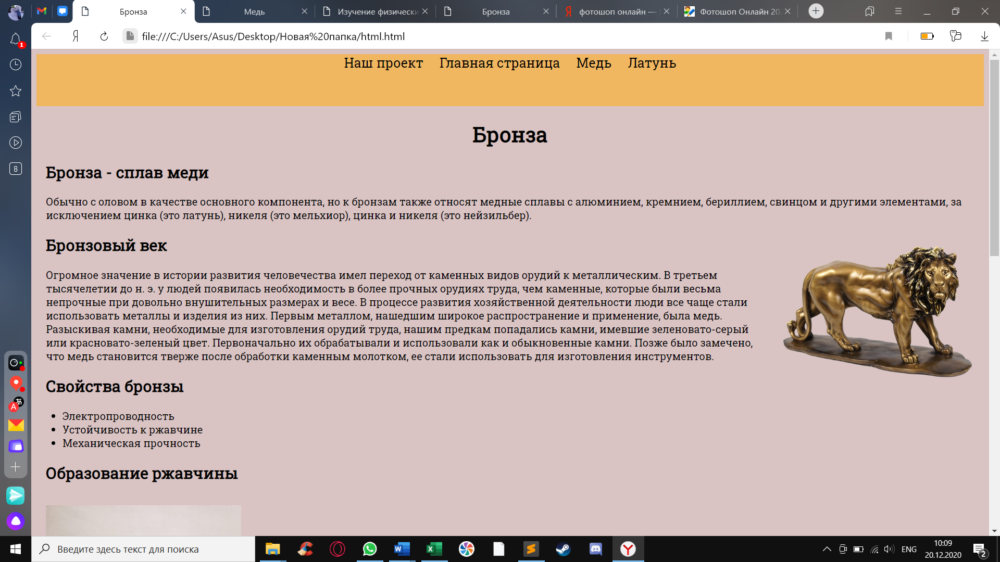 Бронза
Медь
Изучение физически
Бронза
фотошоп онлайн —
Фотошоп Онлайн 20
1
file:///C:/Users/Asus/Desktop/Новая%20папка/html.html
Наш проект Главная страница Медь Латунь
Бронза
Бронза - сплав меди
Обычно с оловом в качестве основного компонента, но к бронзам также относят медные сплавы с алюминием, кремнием, бериллием, свинцом и другими элементами, за
исключением цинка (это латунь), никеля (это мельхиор), цинка и никеля (это нейзильбер).
Бронзовый век
Огромное значение в истории развития человечества имел переход от каменных видов орудий к металлическим. В третьем
тысячелетии до н. э. у людей появилась необходимость в более прочных орудиях труда, чем каменные, которые были весьма
непрочные при довольно внушительных размерах и весе. В процессе развития хозяйственной деятельности люди все чаще стали
использовать металлы и изделия из них. Первым металлом, нашедшим широкое распространение и применение, была медь.
Разыскивая камни, необходимые для изготовления орудий труда, нашим предкам попадались камни, имевшие зеленовато-серый
или красновато-зеленый цвет. Первоначально их обрабатывали и использовали как и обыкновенные камни. Позже было замечено,
что медь становится тверже после обработки каменным молотком, ее стали использовать для изготовления инструментов.
Свойства бронзы
Электропроводность
Устойчивость к ржавчине
Механическая прочность
Образование ржавчины
8
Введите здесь текст для поиска
ENG
10:09
20.12.2020
2